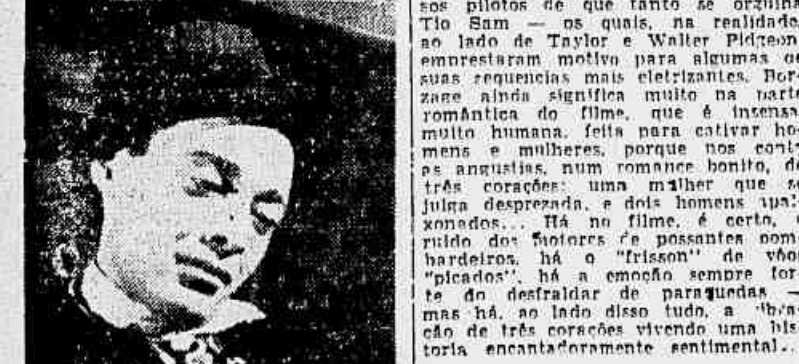 sos pilotos de que tanto se orgulha
Tio Sam — os quais, na realidade,
ao lado de Taylor e Walter Pidgeon
emprestaram motivo para algumas de
suas sequencias mais eletrizantes. Bor-
zage ainda significa muito na parte
romântica do filme, que é
muito humana, feita para cativar ho-
mens e mulheres, porque nos conta
as angustias, num romance bonito, de
três corações: uma mulher que se
julga desprezada, e dois homens apai-
xonados... Há no filme, é certo, o
ruido dos motores de possantes bom-
bardeiros, há o "frisson" de vôos
"picados", há a emoção sempre for-
te do desfraldar de paraquedas —
mas há, ao lado disso tudo, a vibra-
ção de três corações vivendo uma his-
toria encantadoramente sentimental...